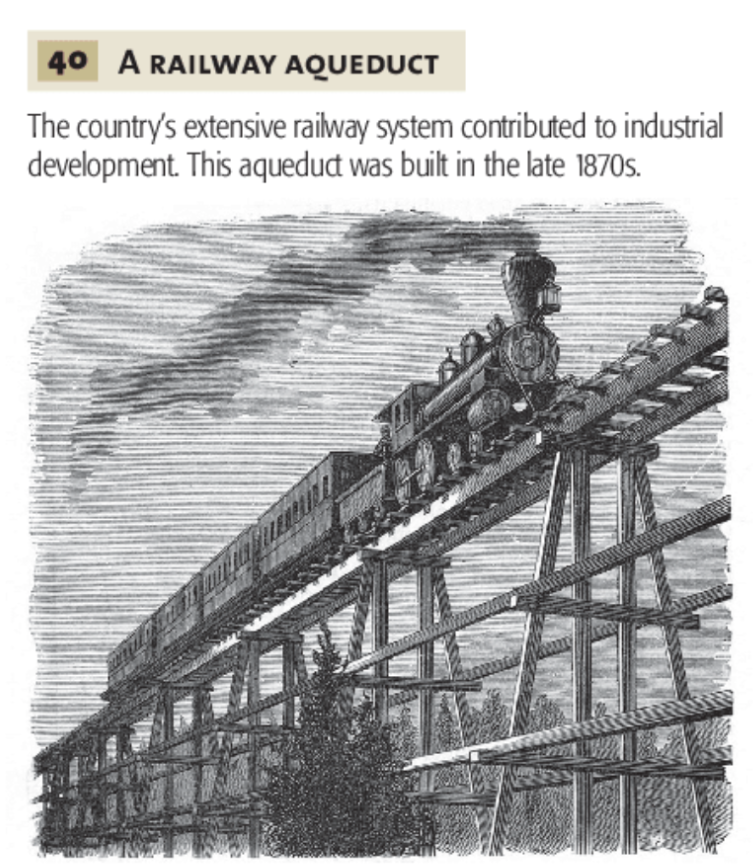 40 A RAILWAY AQUEDUCT
The country's extensive railway system contributed to industrial
development. This aqueduct was built in the late 1870s.